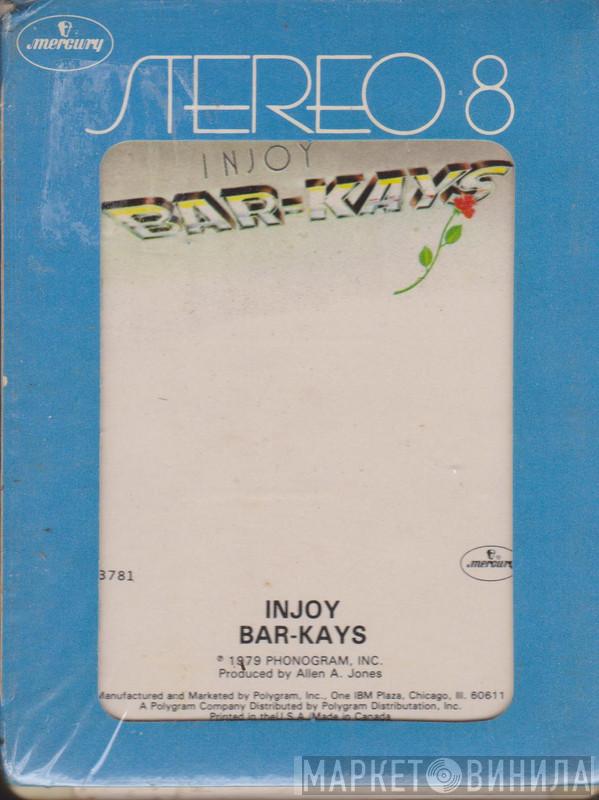 mercury
STEREO 8
INJOY
BAR-KAYS
3781
mercury
INJOY
BAR-KAYS
℗ 1979 PHONOGRAM, INC.
Produced by Allen A. Jones
Manufactured and Marketed by Polygram, Inc., One IBM Plaza, Chicago, Ill. 60611
A Polygram Company Distributed by Polygram Distribution, Inc.
Printed in the U.S.A./Made in Canada
МАРКЕТ ВИНИЛА